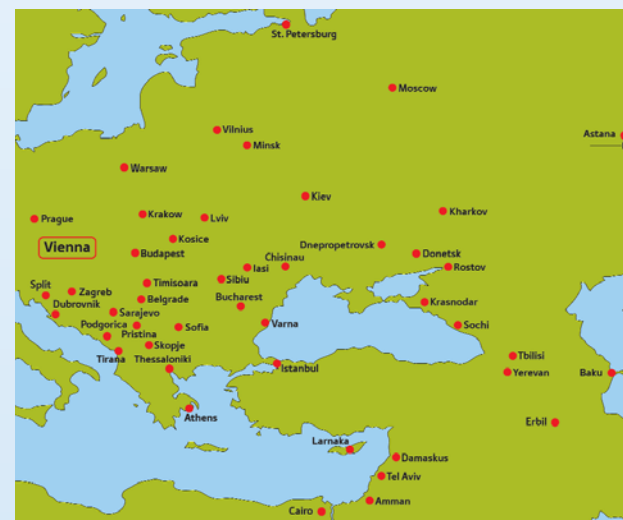 St. Petersburg
Moscow
Vilnius
Astana
Minsk
Warsaw
Kiev
Prague
Krakow
Lviv
Kharkov
Vienna
Kosice
Dnepropetrovsk
Budapest
Chisinau
Donetsk
Iasi
Rostov
Split
Zagreb
Timisoara
Sibiu
Dubrovnik
Belgrade
Bucharest
Krasnodar
Sarajevo
Podgorica
Sofia
Varna
Sochi
Pristina
Skopje
Tirana
Thessaloniki
Istanbul
Tbilisi
Yerevan
Baku
Athens
Erbil
Larnaka
Damaskus
Tel Aviv
Amman
Cairo